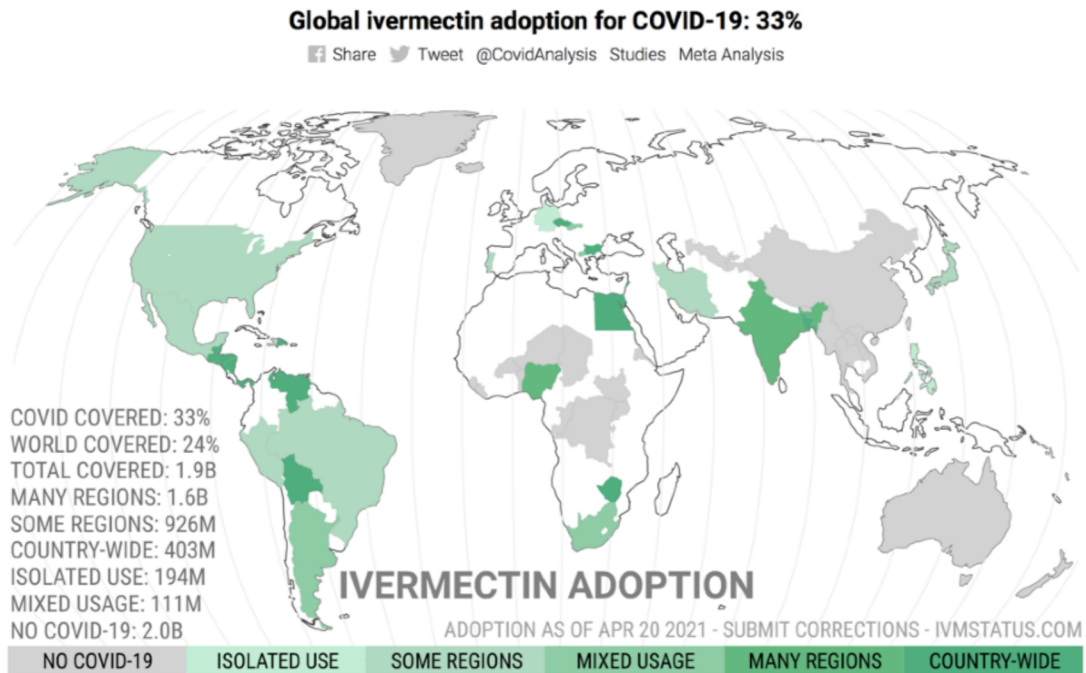 Global ivermectin adoption for COVID-19: 33%
Share Tweet @CovidAnalysis Studies Meta Analysis
COVID COVERED: 33%
WORLD COVERED: 24%
TOTAL COVERED: 1.9B
MANY REGIONS: 1.6B
SOME REGIONS: 926M
COUNTRY-WIDE: 403M
ISOLATED USE: 194M
MIXED USAGE: 111M
NO COVID-19: 2.0B
IVERMECTIN ADOPTION
ADOPTION AS OF APR 20 2021 - SUBMIT CORRECTIONS - IVMSTATUS.COM
NO COVID-19 ISOLATED USE SOME REGIONS MIXED USAGE MANY REGIONS COUNTRY-WIDE